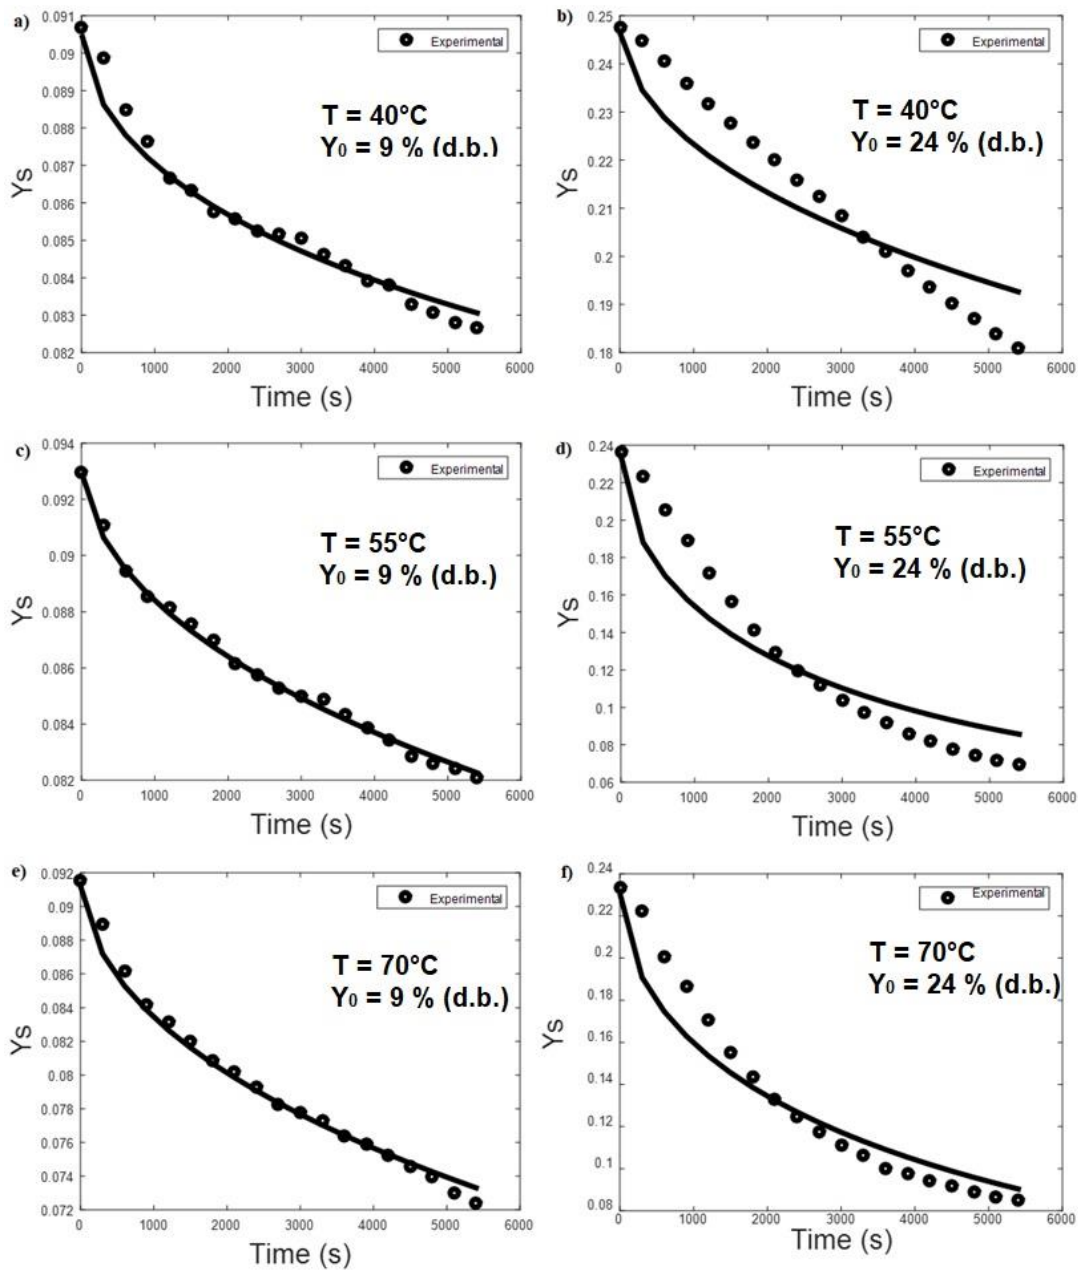 a)
0.091
0.09
0.089
0.088
0.087
0.086
0.085
0.084
0.083
0.082
Ys
Experimental
T = 40°C
Y0 = 9 % (d.b.)
0 1000 2000 3000 4000 5000 6000
Time (s)
b)
0.25
0.24
0.23
0.22
0.21
0.2
0.19
0.18
Ys
Experimental
T = 40°C
Y0 = 24 % (d.b.)
0 1000 2000 3000 4000 5000 6000
Time (s)
c)
0.094
0.092
0.09
0.088
0.086
0.084
0.082
Ys
Experimental
T = 55°C
Y0 = 9 % (d.b.)
0 1000 2000 3000 4000 5000 6000
Time (s)
d)
0.24
0.22
0.2
0.18
0.16
0.14
0.12
0.1
0.08
0.06
Ys
Experimental
T = 55°C
Y0 = 24 % (d.b.)
0 1000 2000 3000 4000 5000 6000
Time (s)
e)
0.092
0.09
0.088
0.086
0.084
0.082
0.08
0.078
0.076
0.074
0.072
Ys
Experimental
T = 70°C
Y0 = 9 % (d.b.)
0 1000 2000 3000 4000 5000 6000
Time (s)
f)
0.24
0.22
0.2
0.18
0.16
0.14
0.12
0.1
0.08
Ys
Experimental
T = 70°C
Y0 = 24 % (d.b.)
0 1000 2000 3000 4000 5000 6000
Time (s)